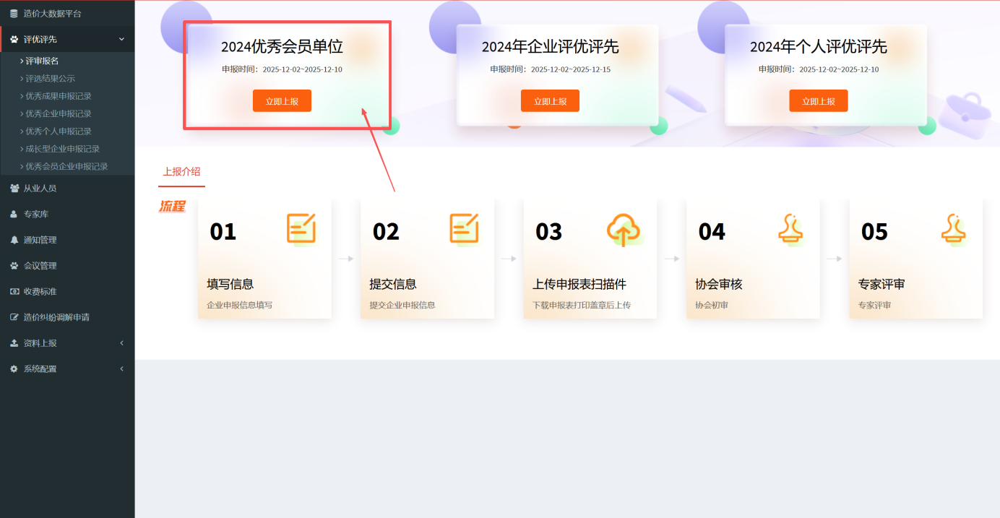 造价大数据平台
评优评先
评审报名
评选结果公示
优秀成果申报记录
优秀企业申报记录
优秀个人申报记录
成长型企业申报记录
优秀会员企业申报记录
从业人员
专家库
通知管理
会议管理
收费标准
造价纠纷调解申请
资料上报
系统配置
2024优秀会员单位
申报时间：2025-12-02~2025-12-10
立即上报
2024年企业评优评先
申报时间：2025-12-02~2025-12-15
立即上报
2024年个人评优评先
申报时间：2025-12-02~2025-12-10
立即上报
上报介绍
流程
01
填写信息
企业申报信息填写
02
提交信息
提交企业申报信息
03
上传申报表扫描件
下载申报表打印盖章后上传
04
协会审核
协会初审
05
专家评审
专家评审